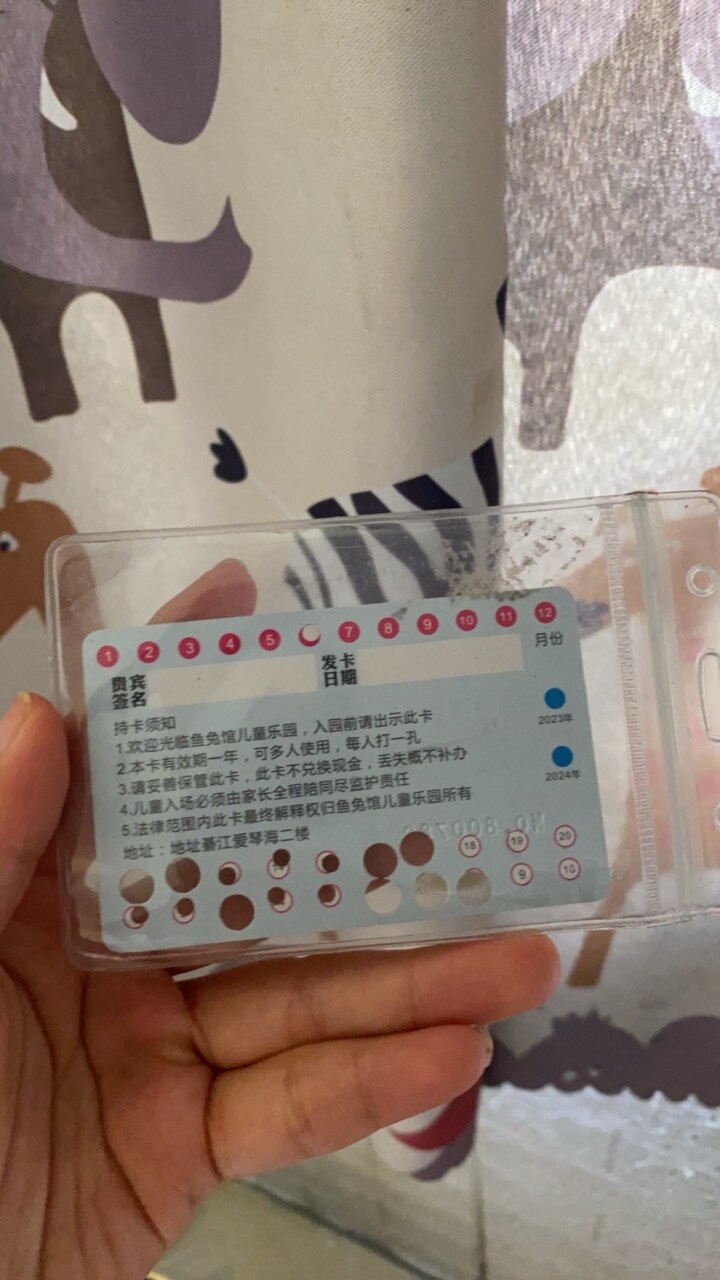 1 2 3 4 5 7 8 9 10 11 12
月份
贵宾
签名
发卡
日期
2023年
2024年
持卡须知
1.欢迎光临鱼兔馆儿童乐园，入园前请出示此卡
2.本卡有效期一年，可多人使用，每人打一孔
3.请妥善保管此卡，此卡不兑换现金，丢失概不补办
4.儿童入场必须由家长全程陪同尽监护责任
5.法律范围内此卡最终解释权归鱼兔馆儿童乐园所有
地址：地址綦江爱琴海二楼
18 19 20
9 10